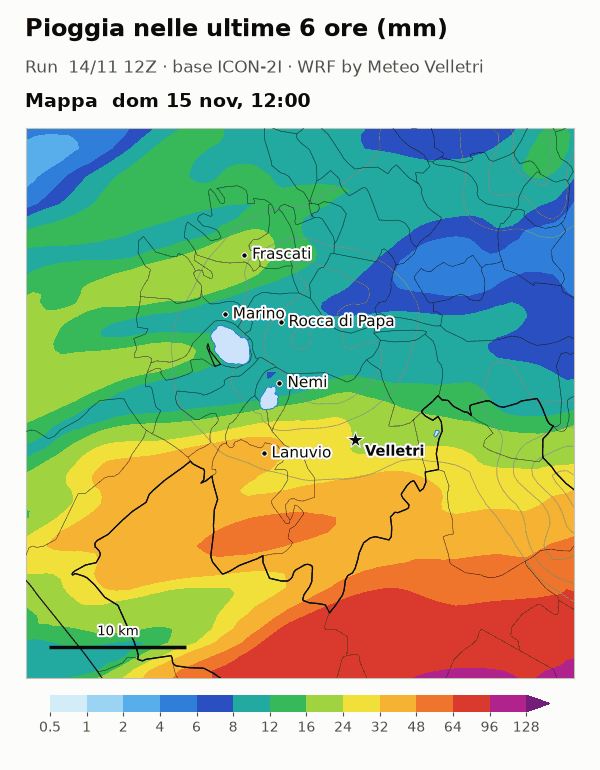 Pioggia nelle ultime 6 ore (mm)
Run 14/11 12Z · base ICON-2I · WRF by Meteo Velletri
Mappa dom 15 nov, 12:00
Frascati
Marino
Rocca di Papa
Nemi
Velletri
Lanuvio
10 km
0.5 1 2 4 6 8 12 16 24 32 48 64 96 128